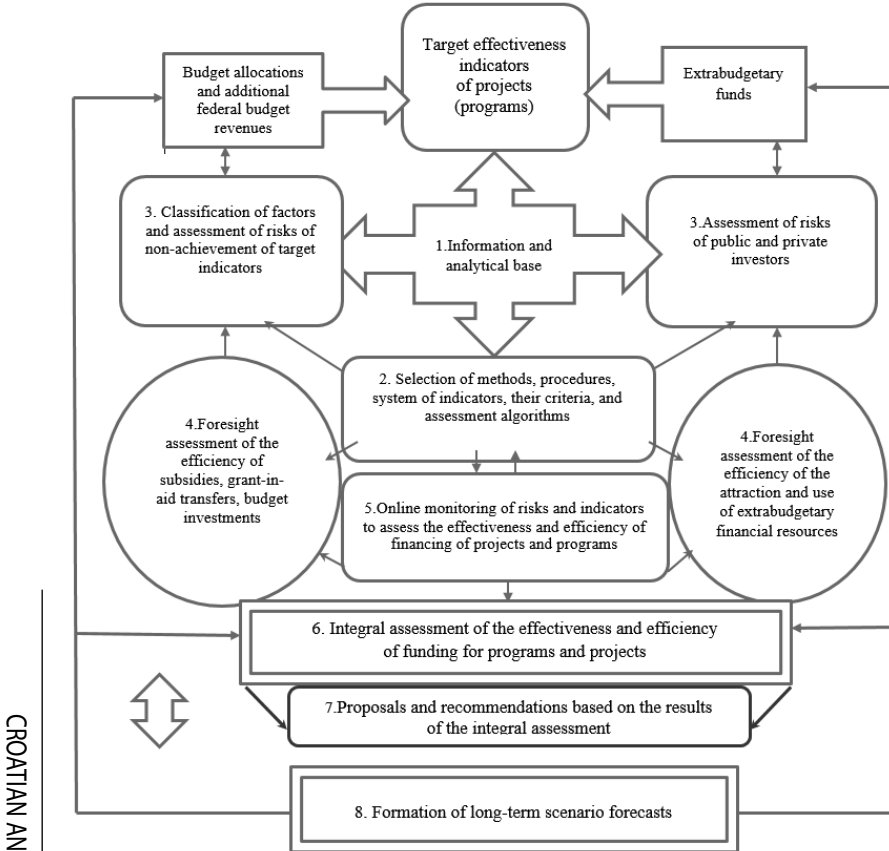 Target effectiveness
indicators
of projects
(programs)
Budget allocations
and additional
federal budget
revenues
Extrabudgetary
funds
3. Classification of factors
and assessment of risks of
non-achievement of target
indicators
1.Information and
analytical base
3.Assessment of risks
of public and private
investors
2. Selection of methods, procedures,
system of indicators, their criteria, and
assessment algorithms
4.Foresight
assessment of the
efficiency of
subsidies, grant-in-
aid transfers, budget
investments
4.Foresight
assessment of the
efficiency of the
attraction and use
of extrabudgetary
financial resources
5.Online monitoring of risks and indicators
to assess the effectiveness and efficiency of
financing of projects and programs
6. Integral assessment of the effectiveness and efficiency
of funding for programs and projects
7.Proposals and recommendations based on the results
of the integral assessment
8. Formation of long-term scenario forecasts
CROATIAN AN